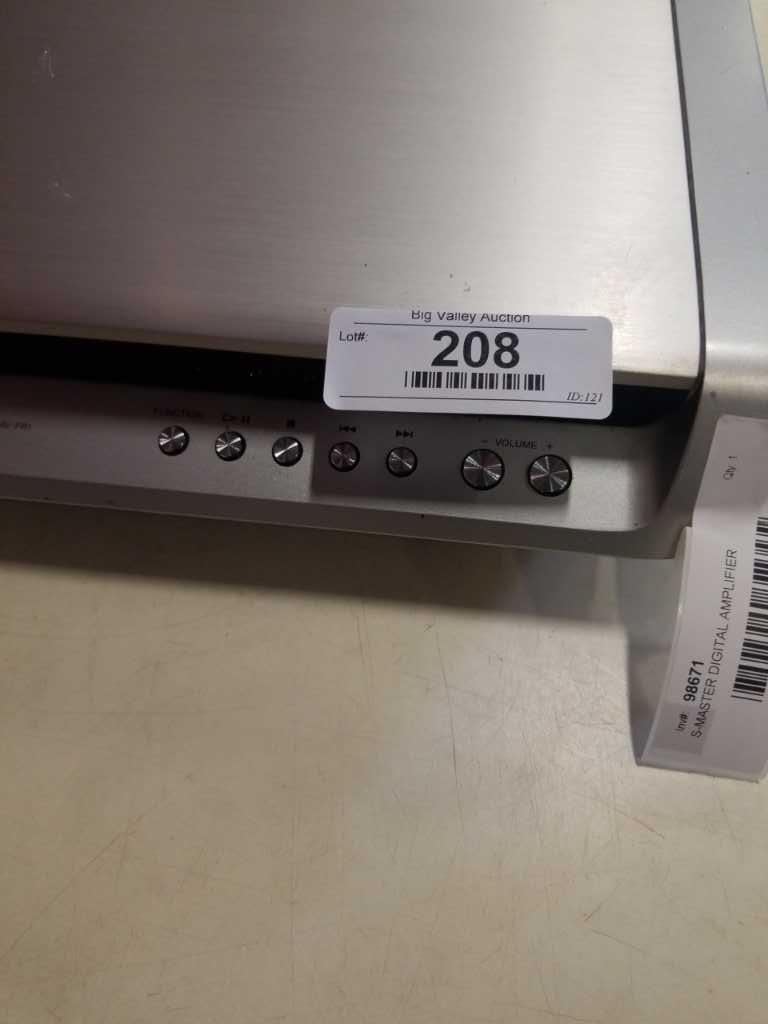 Big Valley Auction
Lot#:
208
ID:121
FUNCTION
- VOLUME +
Qty 1
Inv#: 98671
S-MASTER DIGITAL AMPLIFIER